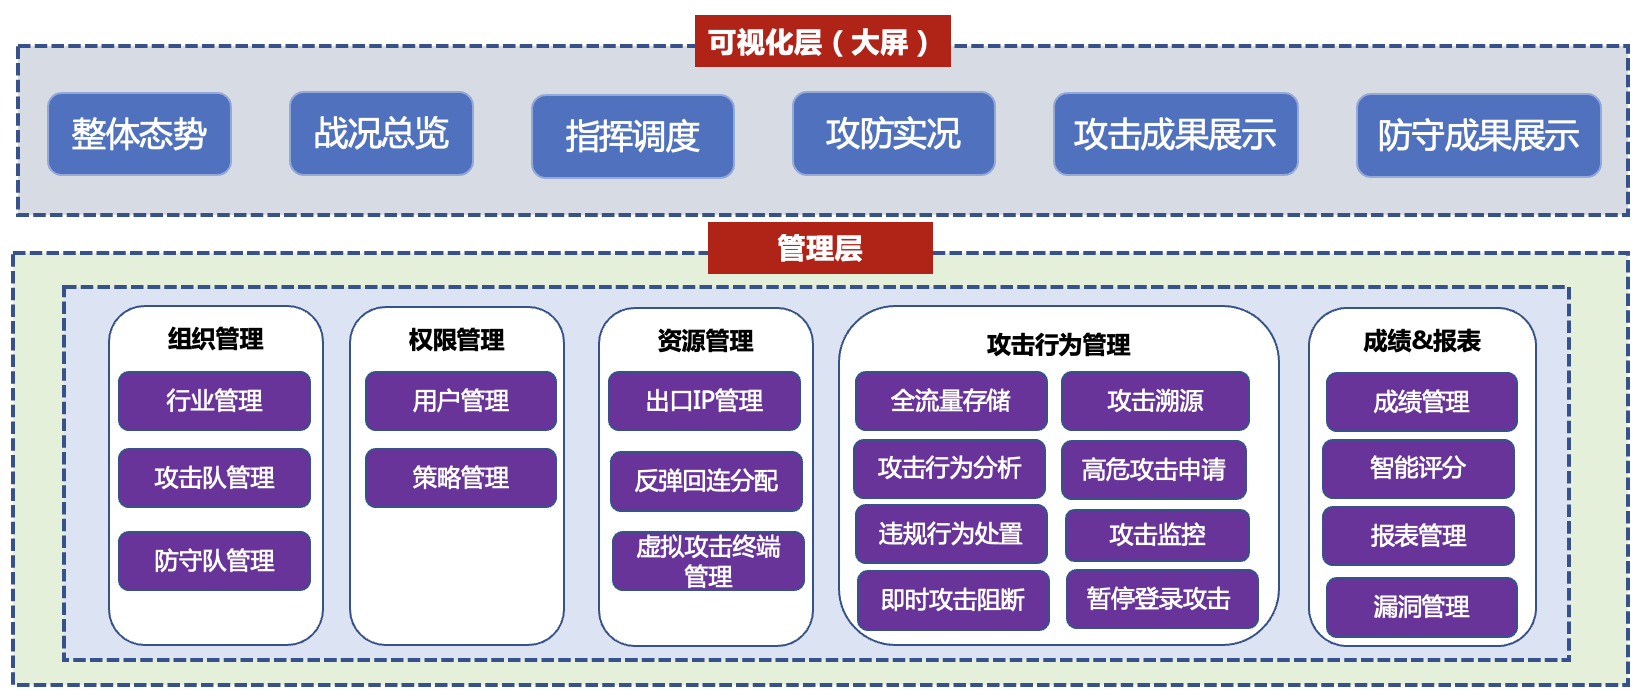 可视化层（大屏）
整体态势
战况总览
指挥调度
攻防实况
攻击成果展示
防守成果展示
管理层
组织管理
行业管理
攻击队管理
防守队管理
权限管理
用户管理
策略管理
资源管理
出口IP管理
反弹回连分配
虚拟攻击终端
管理
攻击行为管理
全流量存储
攻击溯源
攻击行为分析
高危攻击申请
违规行为处置
攻击监控
即时攻击阻断
暂停登录攻击
成绩&报表
成绩管理
智能评分
报表管理
漏洞管理